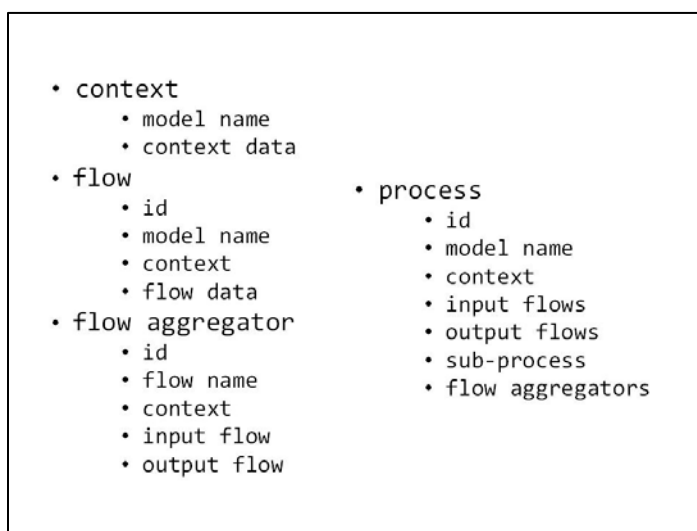 • context
• model name
• context data
• flow
• id
• model name
• context
• flow data
• flow aggregator
• id
• flow name
• context
• input flow
• output flow
• process
• id
• model name
• context
• input flows
• output flows
• sub-process
• flow aggregators